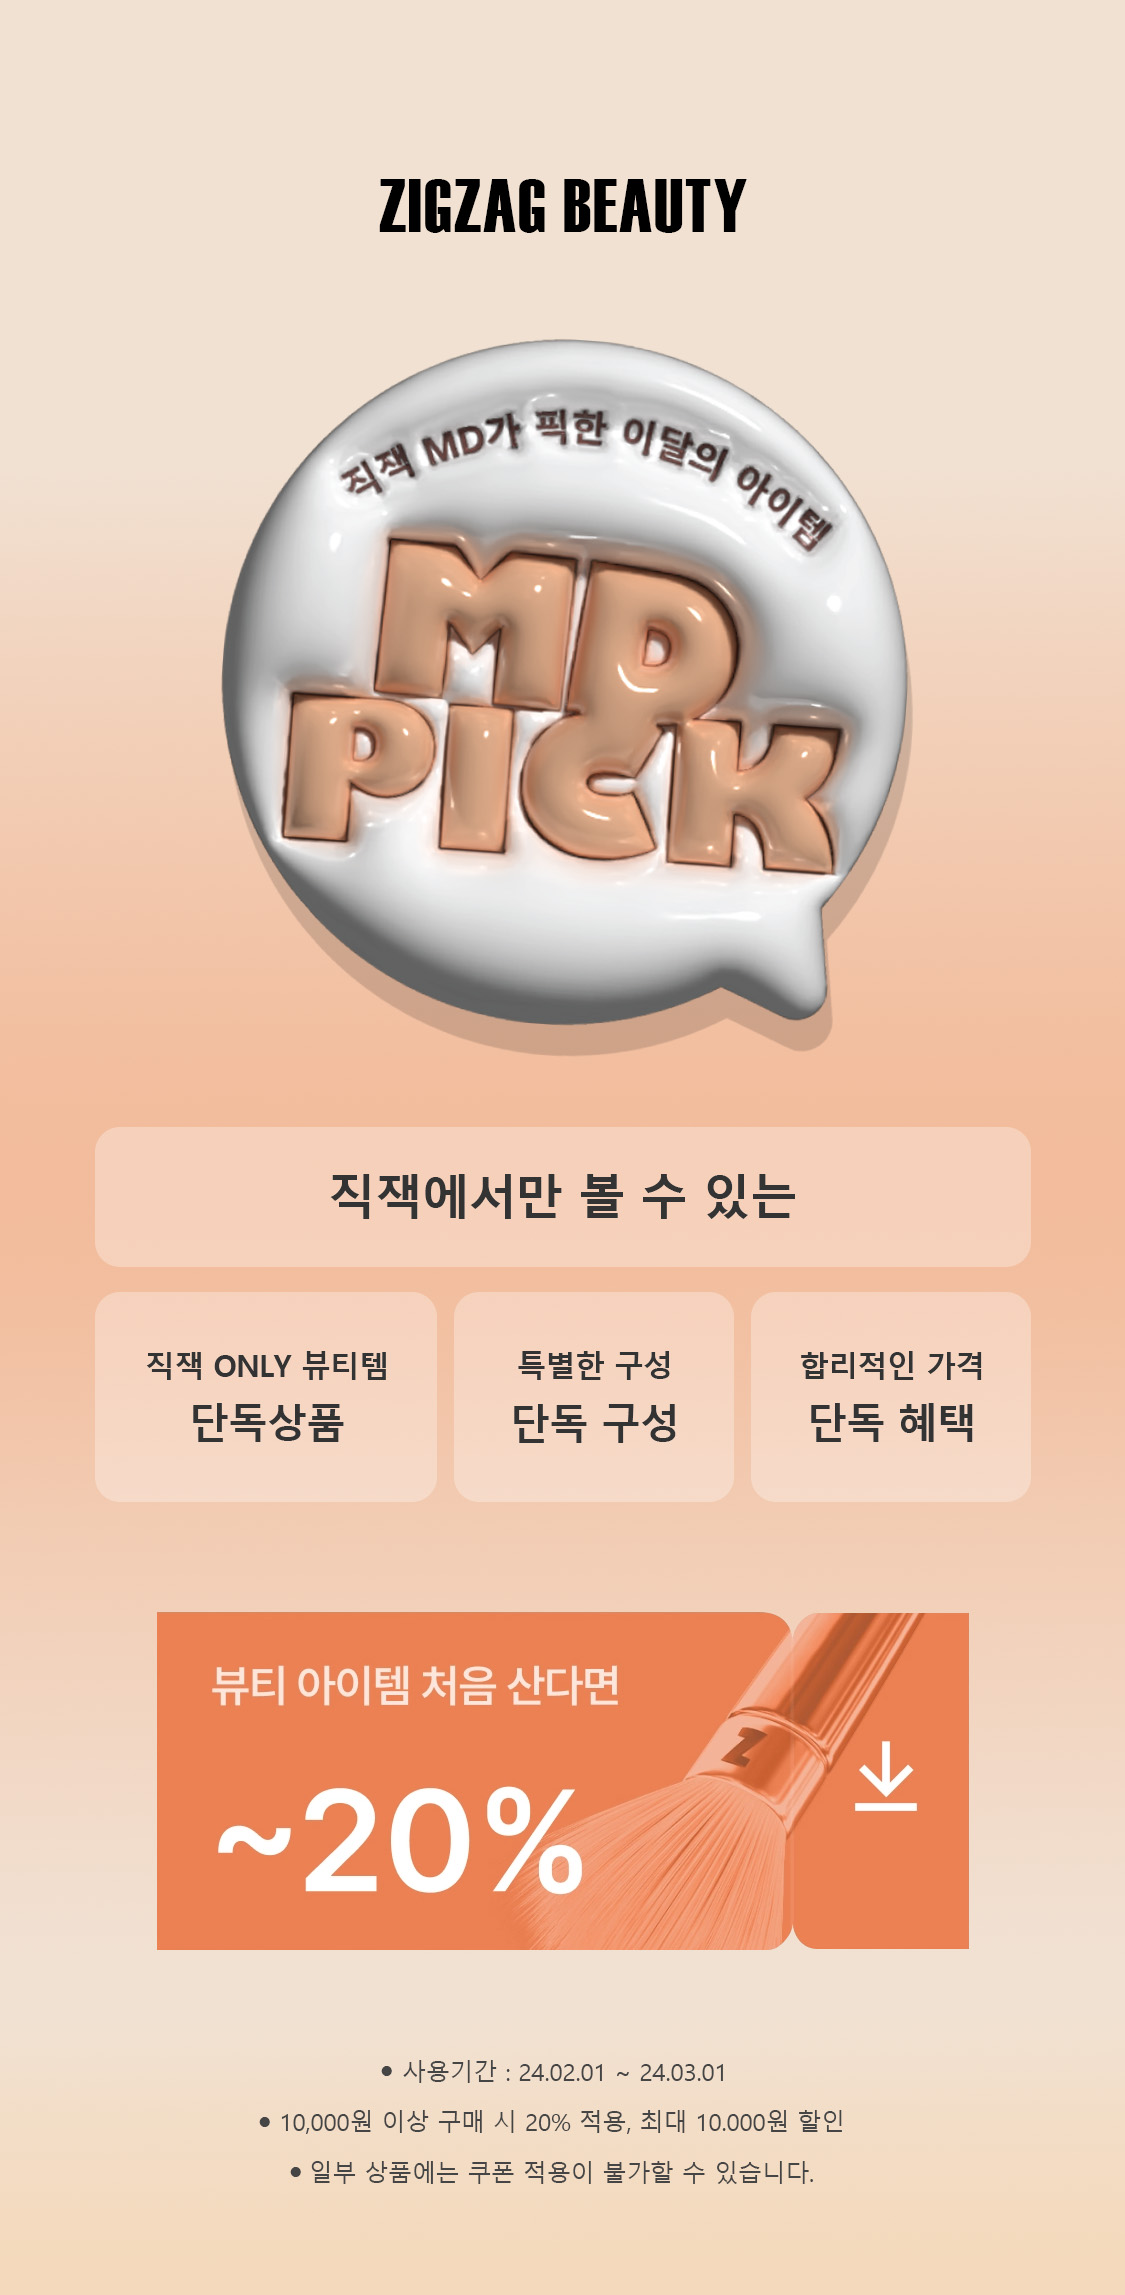 ZIGZAG BEAUTY
직잭 MD가 픽한 이달의 아이템
MD
PICK
직잭에서만 볼 수 있는
직잭 ONLY 뷰티템
단독상품
특별한 구성
단독 구성
합리적인 가격
단독 혜택
뷰티 아이템 처음 산다면
Z
~20%
• 사용기간 : 24.02.01 ~ 24.03.01
• 10,000원 이상 구매 시 20% 적용, 최대 10.000원 할인
• 일부 상품에는 쿠폰 적용이 불가할 수 있습니다.